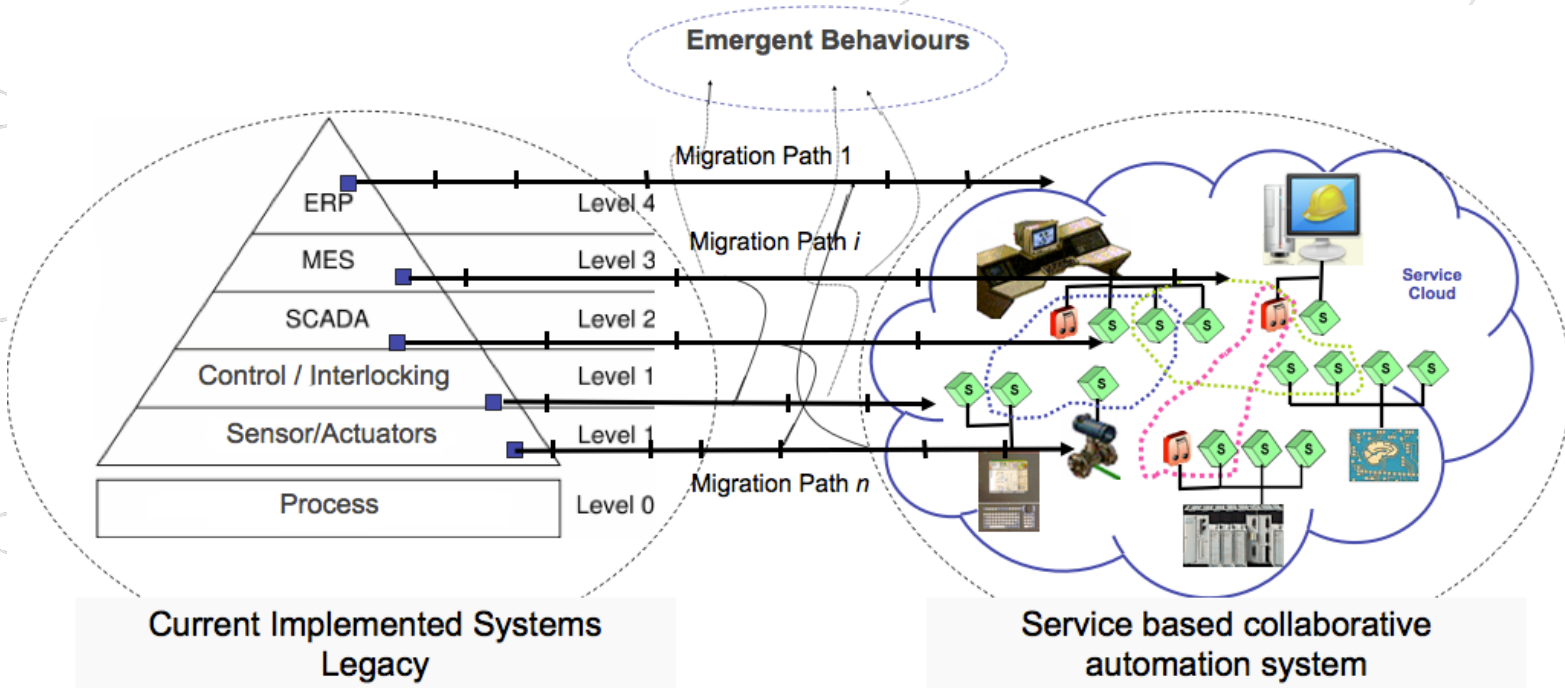 Emergent Behaviours
Migration Path 1
ERP
Level 4
Migration Path i
MES
Level 3
Service
Cloud
SCADA
Level 2
S
S
S
S
Control / Interlocking
Level 1
S
S
S
S
S
S
S
Sensor/Actuators
Level 1
S
S
S
Migration Path n
Process
Level 0
Current Implemented Systems
Legacy
Service based collaborative
automation system